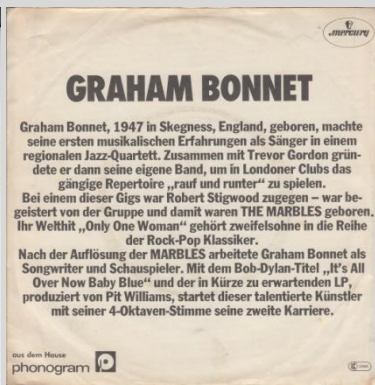 mercury
GRAHAM BONNET
Graham Bonnet, 1947 in Skegness, England, geboren, machte
seine ersten musikalischen Erfahrungen als Sänger in einem
regionalen Jazz-Quartett. Zusammen mit Trevor Gordon grün-
dete er dann seine eigene Band, um in Londoner Clubs das
gängige Repertoire „rauf und runter“ zu spielen.
Bei einem dieser Gigs war Robert Stigwood zugegen – war be-
geistert von der Gruppe und damit waren THE MARBLES geboren.
Ihr Welthit „Only One Woman“ gehört zweifelsohne in die Reihe
der Rock-Pop Klassiker.
Nach der Auflösung der MARBLES arbeitete Graham Bonnet als
Songwriter und Schauspieler. Mit dem Bob-Dylan-Titel „It's All
Over Now Baby Blue“ und der in Kürze zu erwartenden LP,
produziert von Pit Williams, startet dieser talentierte Künstler
mit seiner 4-Oktaven-Stimme seine zweite Karriere.
aus dem Hause
phonogram